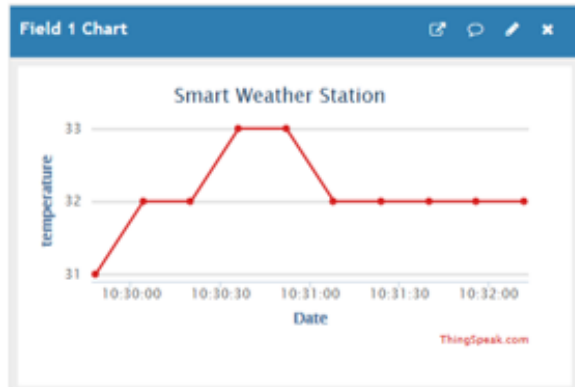 Field 1 Chart
Smart Weather Station
33
32
31
temperature
10:30:00 10:30:30 10:31:00 10:31:30 10:32:00
Date
ThingSpeak.com